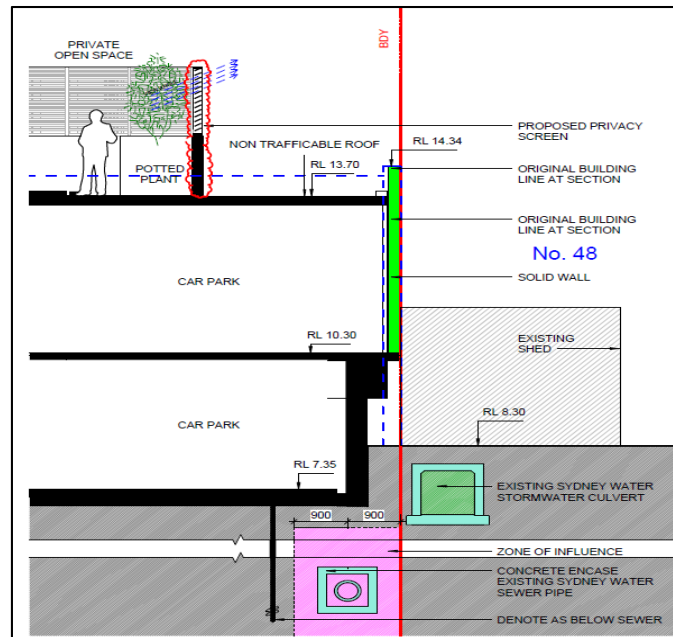 PRIVATE
OPEN SPACE
BDY
PROPOSED PRIVACY
SCREEN
NON TRAFFICABLE ROOF
RL 14.34
RL 13.70
POTTED
PLANT
ORIGINAL BUILDING
LINE AT SECTION
ORIGINAL BUILDING
LINE AT SECTION
No. 48
SOLID WALL
CAR PARK
RL 10.30
EXISTING
SHED
CAR PARK
RL 8.30
RL 7.35
EXISTING SYDNEY WATER
STORMWATER CULVERT
900
900
ZONE OF INFLUENCE
CONCRETE ENCASE
EXISTING SYDNEY WATER
SEWER PIPE
DENOTE AS BELOW SEWER